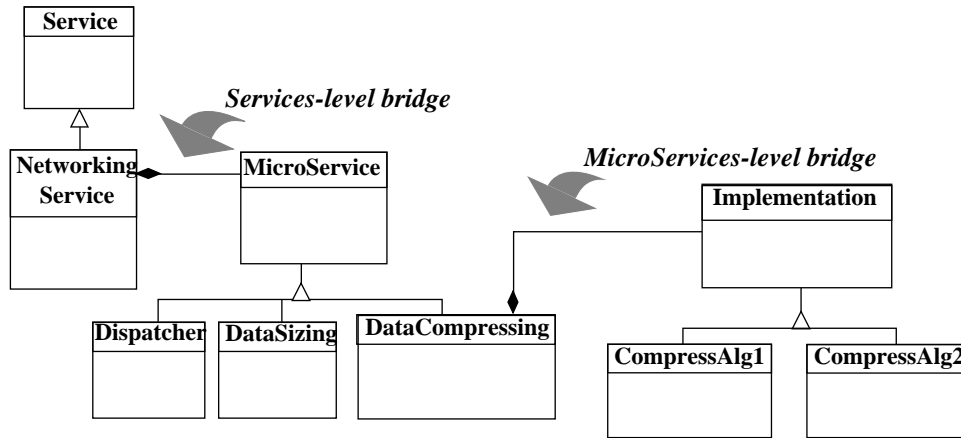 Service
Services-level bridge
Networking
Service
MicroService
MicroServices-level bridge
Implementation
Dispatcher
DataSizing
DataCompressing
CompressAlg1
CompressAlg2